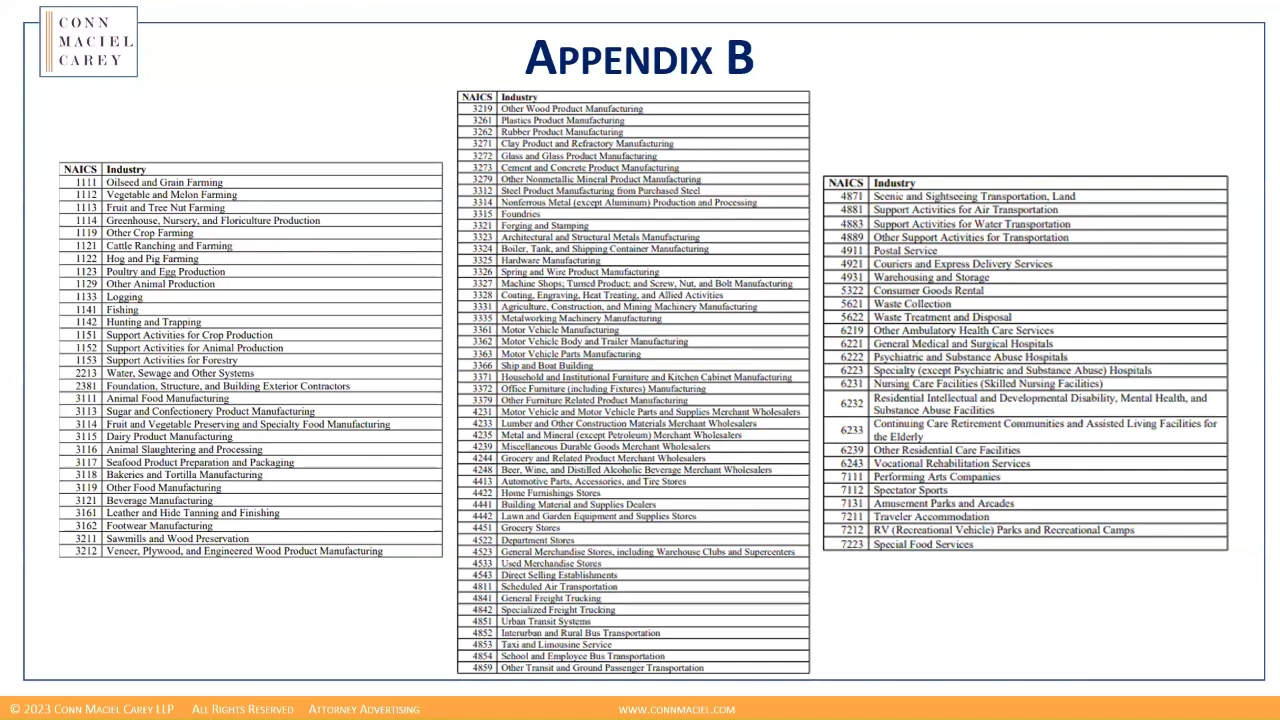 CONN
MACIEL
CAREY
APPENDIX B
NAICS Industry
1111 Oilseed and Grain Farming
1112 Vegetable and Melon Farming
1113 Fruit and Tree Nut Farming
1114 Greenhouse, Nursery, and Floriculture Production
1119 Other Crop Farming
1121 Cattle Ranching and Farming
1122 Hog and Pig Farming
1123 Poultry and Egg Production
1129 Other Animal Production
1133 Logging
1141 Fishing
1142 Hunting and Trapping
1151 Support Activities for Crop Production
1152 Support Activities for Animal Production
1153 Support Activities for Forestry
2213 Water, Sewage and Other Systems
2381 Foundation, Structure, and Building Exterior Contractors
3111 Animal Food Manufacturing
3113 Sugar and Confectionery Product Manufacturing
3114 Fruit and Vegetable Preserving and Specialty Food Manufacturing
3115 Dairy Product Manufacturing
3116 Animal Slaughtering and Processing
3117 Seafood Product Preparation and Packaging
3118 Bakeries and Tortilla Manufacturing
3119 Other Food Manufacturing
3121 Beverage Manufacturing
3161 Leather and Hide Tanning and Finishing
3162 Footwear Manufacturing
3211 Sawmills and Wood Preservation
3212 Veneer, Plywood, and Engineered Wood Product Manufacturing
NAICS Industry
3219 Other Wood Product Manufacturing
3261 Plastics Product Manufacturing
3262 Rubber Product Manufacturing
3271 Clay Product and Refractory Manufacturing
3272 Glass and Glass Product Manufacturing
3273 Cement and Concrete Product Manufacturing
3279 Other Nonmetallic Mineral Product Manufacturing
3312 Steel Product Manufacturing from Purchased Steel
3314 Nonferrous Metal (except Aluminum) Production and Processing
3315 Foundries
3321 Forging and Stamping
3323 Architectural and Structural Metals Manufacturing
3324 Boiler, Tank, and Shipping Container Manufacturing
3325 Hardware Manufacturing
3326 Spring and Wire Product Manufacturing
3327 Machine Shops; Turned Product; and Screw, Nut, and Bolt Manufacturing
3328 Coating, Engraving, Heat Treating, and Allied Activities
3331 Agriculture, Construction, and Mining Machinery Manufacturing
3335 Metalworking Machinery Manufacturing
3361 Motor Vehicle Manufacturing
3362 Motor Vehicle Body and Trailer Manufacturing
3363 Motor Vehicle Parts Manufacturing
3366 Ship and Boat Building
3371 Household and Institutional Furniture and Kitchen Cabinet Manufacturing
3372 Office Furniture (including Fixtures) Manufacturing
3379 Other Furniture Related Product Manufacturing
4231 Motor Vehicle and Motor Vehicle Parts and Supplies Merchant Wholesalers
4233 Lumber and Other Construction Materials Merchant Wholesalers
4235 Metal and Mineral (except Petroleum) Merchant Wholesalers
4239 Miscellaneous Durable Goods Merchant Wholesalers
4244 Grocery and Related Product Merchant Wholesalers
4248 Beer, Wine, and Distilled Alcoholic Beverage Merchant Wholesalers
4413 Automotive Parts, Accessories, and Tire Stores
4422 Home Furnishings Stores
4441 Building Material and Supplies Dealers
4442 Lawn and Garden Equipment and Supplies Stores
4451 Grocery Stores
4522 Department Stores
4523 General Merchandise Stores, including Warehouse Clubs and Supercenters
4533 Used Merchandise Stores
4543 Direct Selling Establishments
4811 Scheduled Air Transportation
4841 General Freight Trucking
4842 Specialized Freight Trucking
4851 Urban Transit Systems
4852 Interurban and Rural Bus Transportation
4853 Taxi and Limousine Service
4854 School and Employee Bus Transportation
4859 Other Transit and Ground Passenger Transportation
NAICS Industry
4871 Scenic and Sightseeing Transportation, Land
4881 Support Activities for Air Transportation
4883 Support Activities for Water Transportation
4889 Other Support Activities for Transportation
4911 Postal Service
4921 Couriers and Express Delivery Services
4931 Warehousing and Storage
5322 Consumer Goods Rental
5621 Waste Collection
5622 Waste Treatment and Disposal
6219 Other Ambulatory Health Care Services
6221 General Medical and Surgical Hospitals
6222 Psychiatric and Substance Abuse Hospitals
6223 Specialty (except Psychiatric and Substance Abuse) Hospitals
6231 Nursing Care Facilities (Skilled Nursing Facilities)
6232 Residential Intellectual and Developmental Disability, Mental Health, and
Substance Abuse Facilities
6233 Continuing Care Retirement Communities and Assisted Living Facilities for
the Elderly
6239 Other Residential Care Facilities
6243 Vocational Rehabilitation Services
7111 Performing Arts Companies
7112 Spectator Sports
7131 Amusement Parks and Arcades
7211 Traveler Accommodation
7212 RV (Recreational Vehicle) Parks and Recreational Camps
7223 Special Food Services
© 2023 CONN MACIEL CAREY LLP ALL RIGHTS RESERVED ATTORNEY ADVERTISING WWW.CONNMACIEL.COM